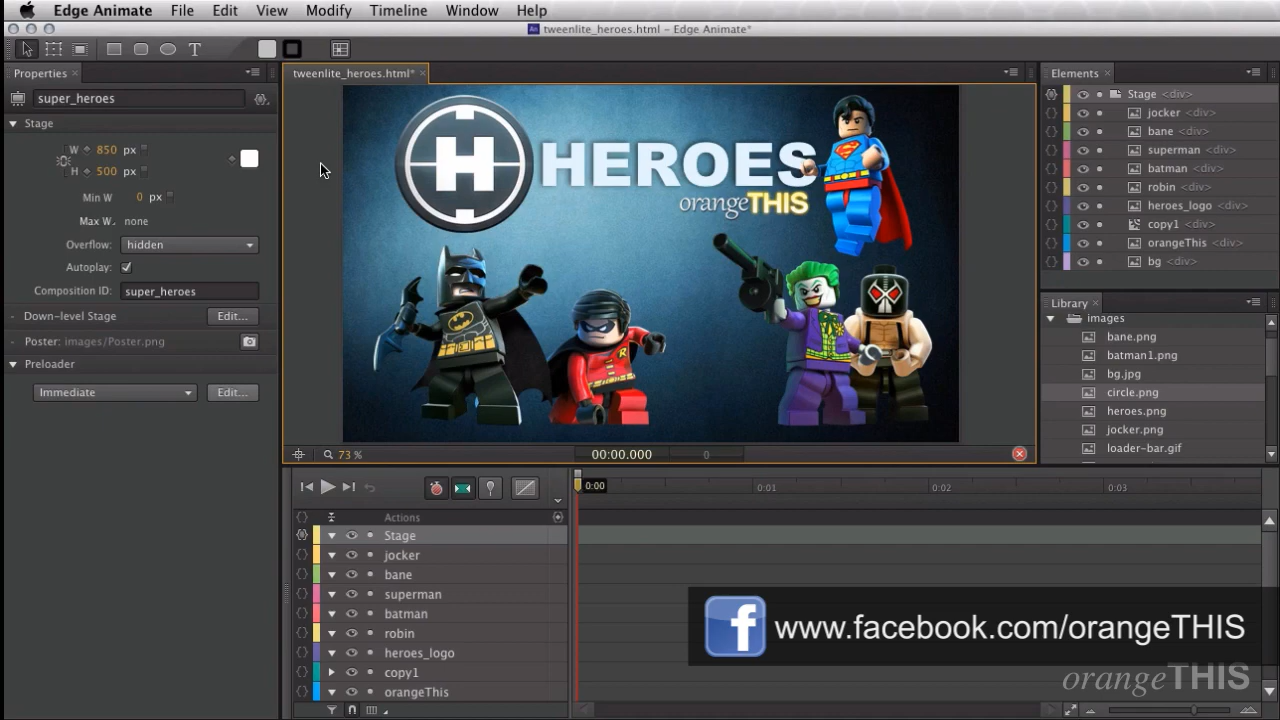 Edge Animate File Edit View Modify Timeline Window Help
tweenlite_heroes.html - Edge Animate*
T
Properties
super_heroes
Stage
W 850 px
H 500 px
Min W 0 px
Max W. none
Overflow: hidden
Autoplay:
Composition ID: super_heroes
Down-level Stage Edit...
Poster: images/Poster.png
Preloader
Immediate Edit...
tweenlite_heroes.html*
H HEROES
orangeTHIS
R
73 % 00:00.000 0
Elements
Stage <div>
jocker <div>
bane <div>
superman <div>
batman <div>
robin <div>
heroes_logo <div>
copy1 <div>
orangeThis <div>
bg <div>
Library
images
bane.png
batman1.png
bg.jpg
circle.png
heroes.png
jocker.png
loader-bar.gif
0:00 0:01 0:02 0:03
Actions
Stage
jocker
bane
superman
batman
robin
heroes_logo
copy1
orangeThis
f www.facebook.com/orangeTHIS
orangeTHIS